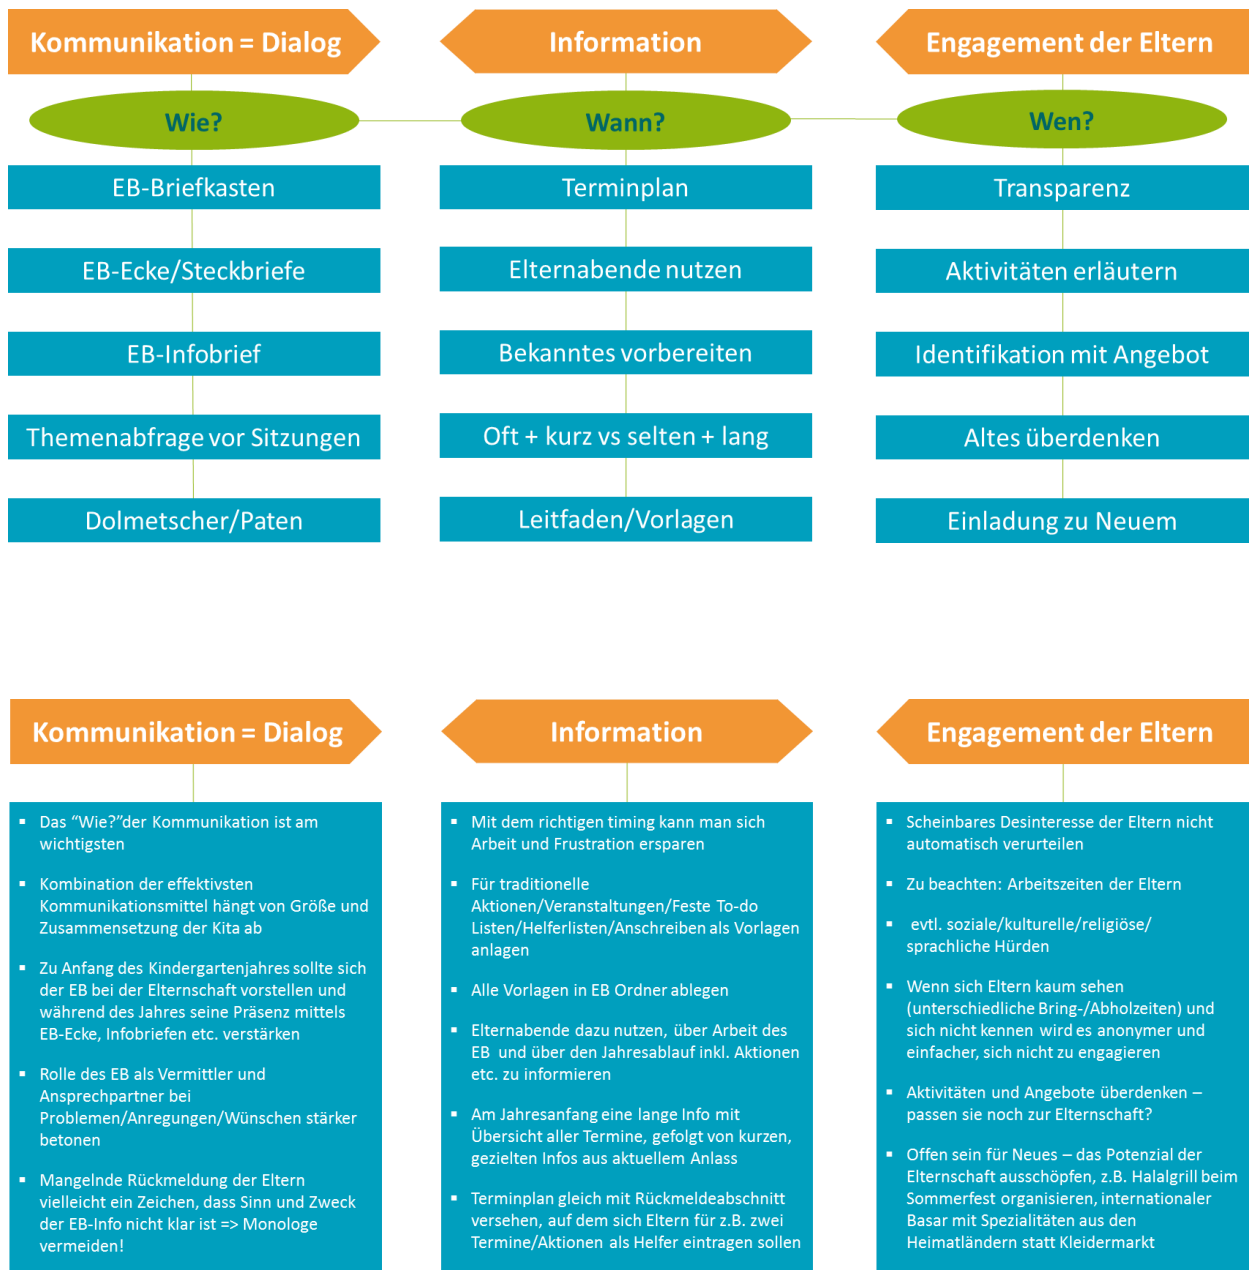 Kommunikation = Dialog
Wie?
EB-Briefkasten
EB-Ecke/Steckbriefe
EB-Infobrief
Themenabfrage vor Sitzungen
Dolmetscher/Paten
Information
Wann?
Terminplan
Elternabende nutzen
Bekanntes vorbereiten
Oft + kurz vs selten + lang
Leitfaden/Vorlagen
Engagement der Eltern
Wen?
Transparenz
Aktivitäten erläutern
Identifikation mit Angebot
Altes überdenken
Einladung zu Neuem
Kommunikation = Dialog
▪ Das “Wie?”der Kommunikation ist am
wichtigsten
▪ Kombination der effektivsten
Kommunikationsmittel hängt von Größe und
Zusammensetzung der Kita ab
▪ Zu Anfang des Kindergartenjahres sollte sich
der EB bei der Elternschaft vorstellen und
während des Jahres seine Präsenz mittels
EB-Ecke, Infobriefen etc. verstärken
▪ Rolle des EB als Vermittler und
Ansprechpartner bei
Problemen/Anregungen/Wünschen stärker
betonen
▪ Mangelnde Rückmeldung der Eltern
vielleicht ein Zeichen, dass Sinn und Zweck
der EB-Info nicht klar ist => Monologe
vermeiden!
Information
▪ Mit dem richtigen timing kann man sich
Arbeit und Frustration ersparen
▪ Für traditionelle
Aktionen/Veranstaltungen/Feste To-do
Listen/Helferlisten/Anschreiben als Vorlagen
anlagen
▪ Alle Vorlagen in EB Ordner ablegen
▪ Elternabende dazu nutzen, über Arbeit des
EB und über den Jahresablauf inkl. Aktionen
etc. zu informieren
▪ Am Jahresanfang eine lange Info mit
Übersicht aller Termine, gefolgt von kurzen,
gezielten Infos aus aktuellem Anlass
▪ Terminplan gleich mit Rückmeldeabschnitt
versehen, auf dem sich Eltern für z.B. zwei
Termine/Aktionen als Helfer eintragen sollen
Engagement der Eltern
▪ Scheinbares Desinteresse der Eltern nicht
automatisch verurteilen
▪ Zu beachten: Arbeitszeiten der Eltern
▪ evtl. soziale/kulturelle/religiöse/
sprachliche Hürden
▪ Wenn sich Eltern kaum sehen
(unterschiedliche Bring-/Abholzeiten) und
sich nicht kennen wird es anonymer und
einfacher, sich nicht zu engagieren
▪ Aktivitäten und Angebote überdenken –
passen sie noch zur Elternschaft?
▪ Offen sein für Neues – das Potenzial der
Elternschaft ausschöpfen, z.B. Halalgrill beim
Sommerfest organisieren, internationaler
Basar mit Spezialitäten aus den
Heimatländern statt Kleidermarkt